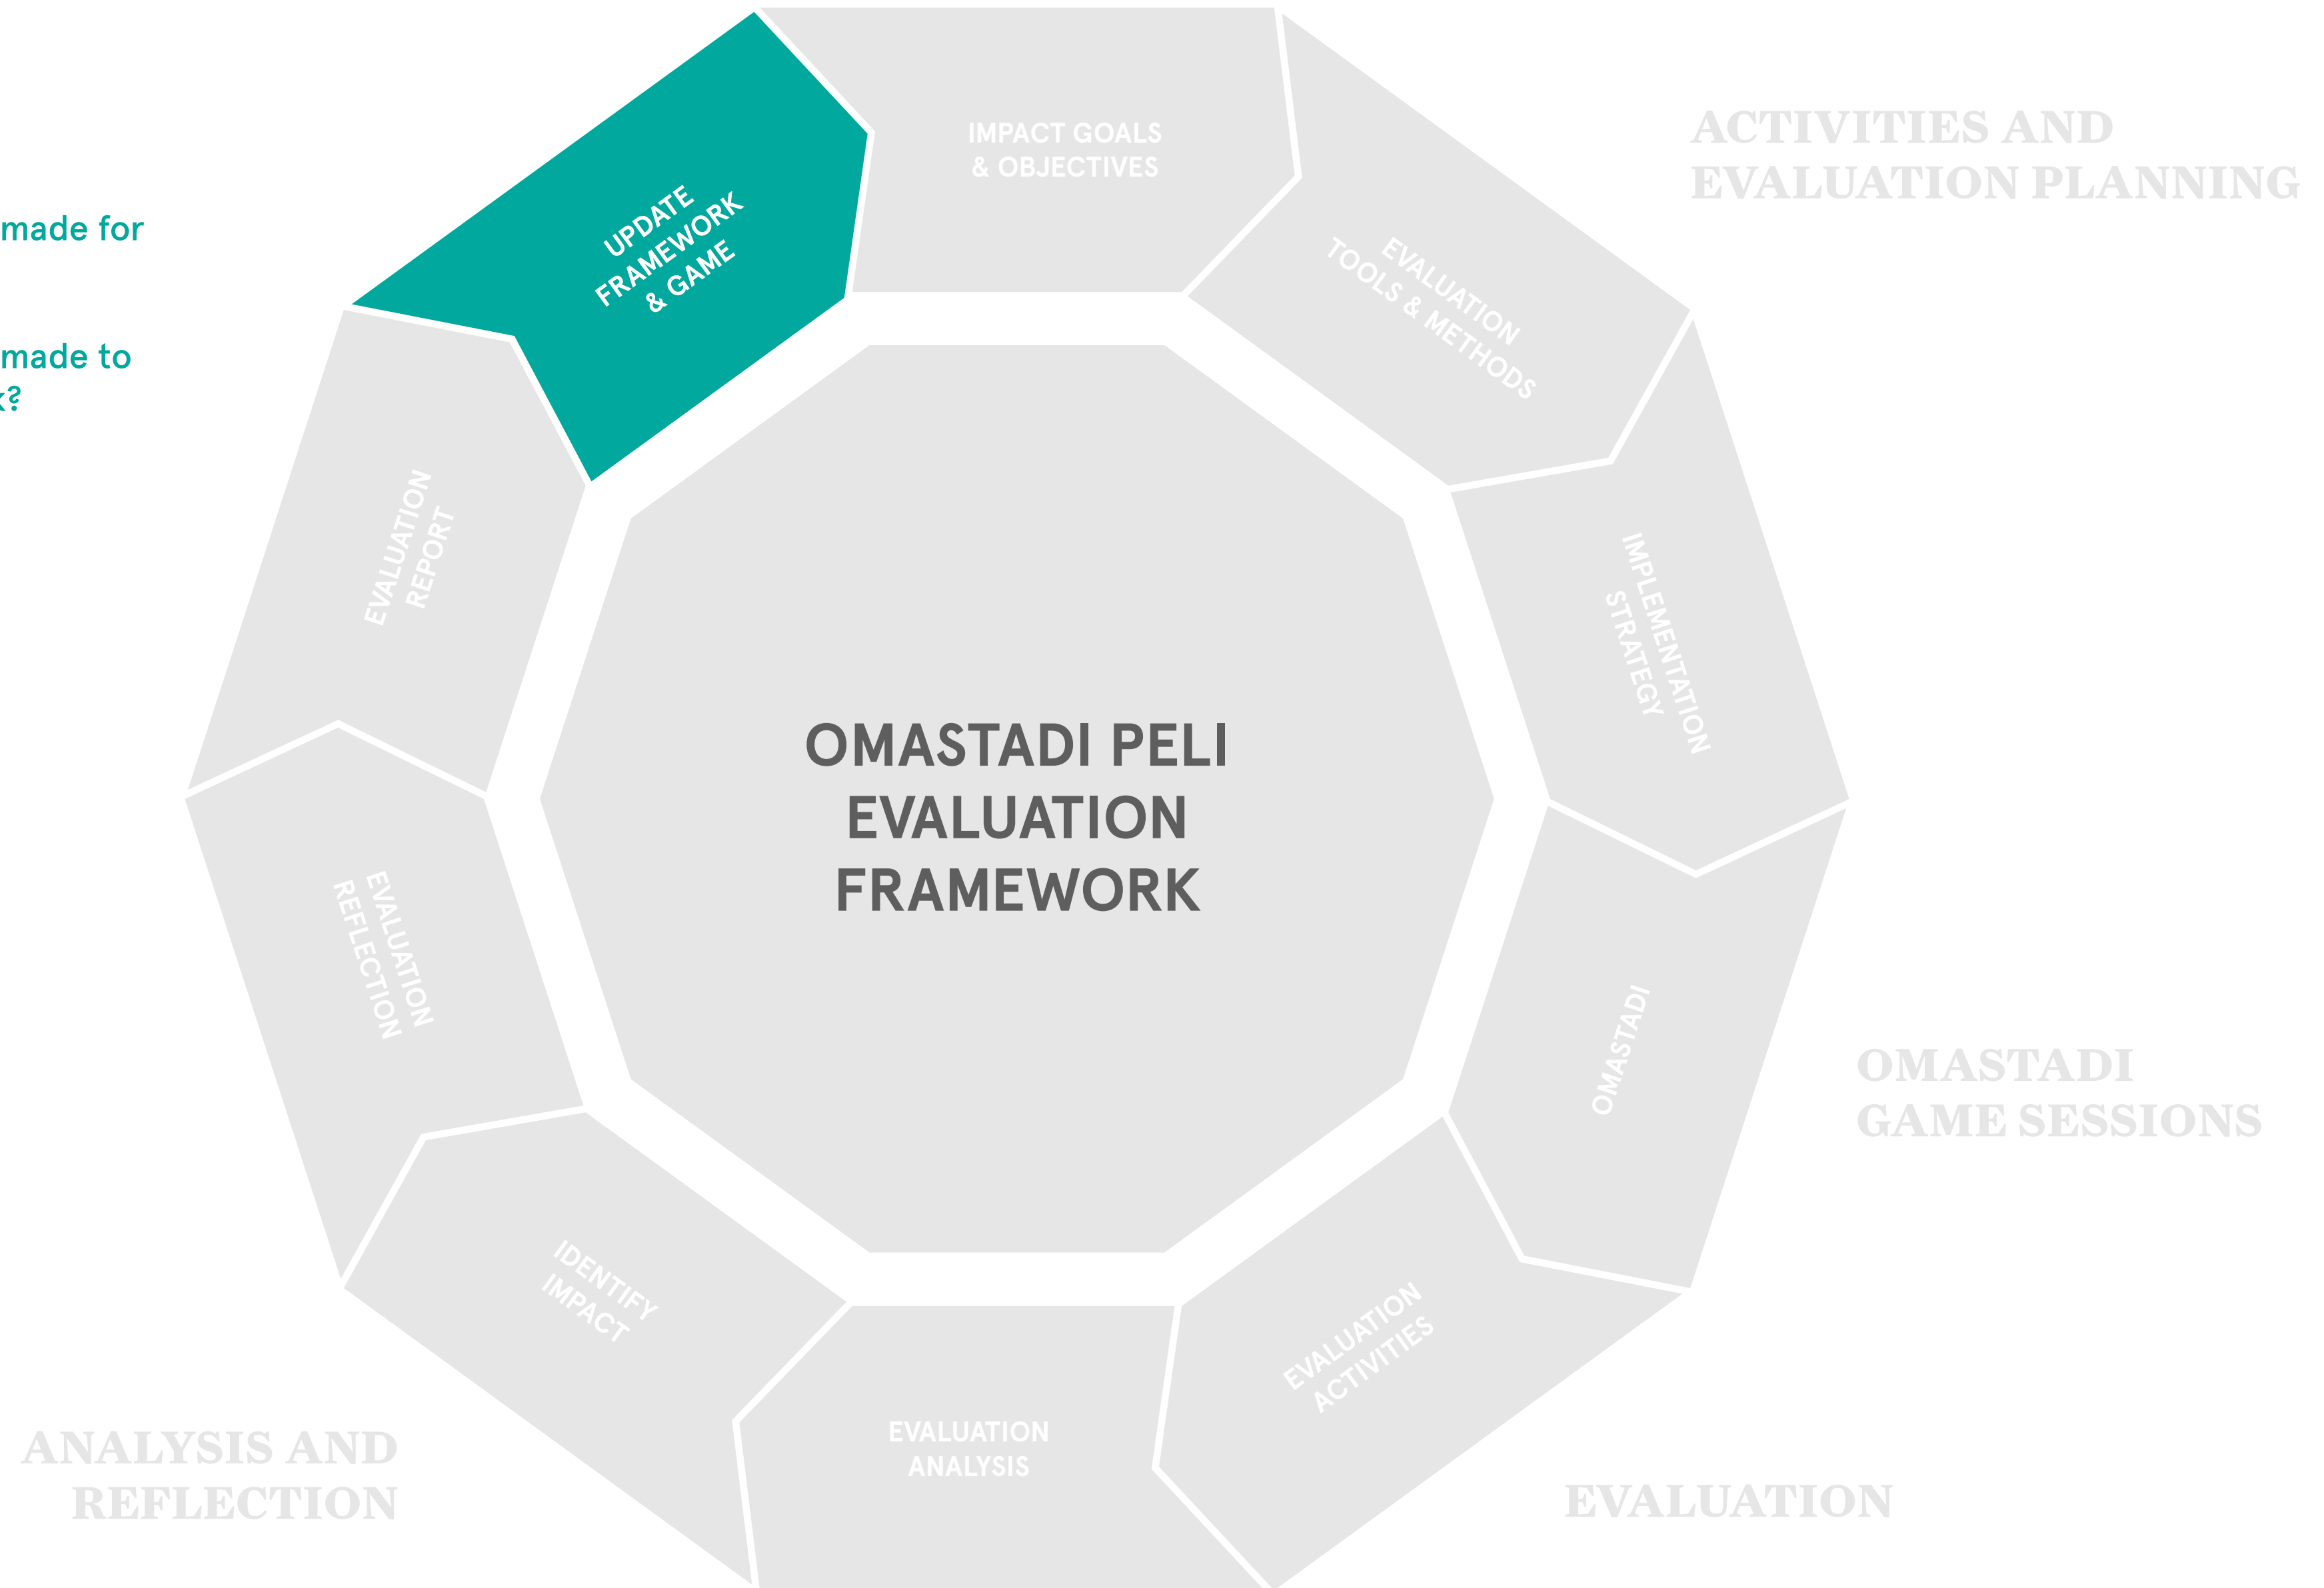 made for
made to
?
ACTIVITIES AND
EVALUATION PLANNING
IMPACT GOALS
& OBJECTIVES
UPDATE
FRAMEWORK
& GAME
EVALUATION
TOOLS & METHODS
EVALUATION
REPORT
IMPLEMENTATION
STRATEGY
OMASTADI PELI
EVALUATION
FRAMEWORK
EVALUATION
REFLECTION
OMASTADI
OMASTADI
GAME SESSIONS
IDENTIFY
IMPACT
EVALUATION
ACTIVITIES
EVALUATION
ANALYSIS
ANALYSIS AND
REFLECTION
EVALUATION